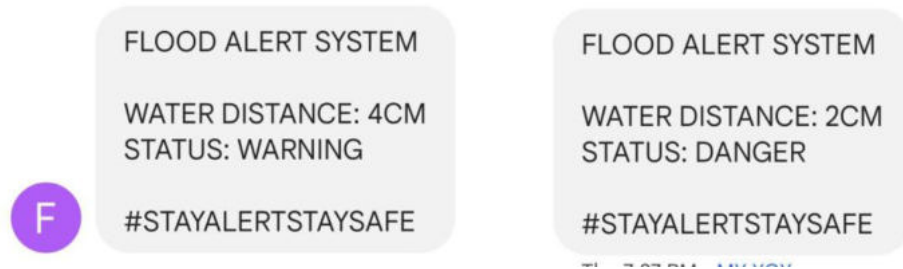 FLOOD ALERT SYSTEM
WATER DISTANCE: 4CM
STATUS: WARNING
#STAYALERTSTAYSAFE
F
FLOOD ALERT SYSTEM
WATER DISTANCE: 2CM
STATUS: DANGER
#STAYALERTSTAYSAFE